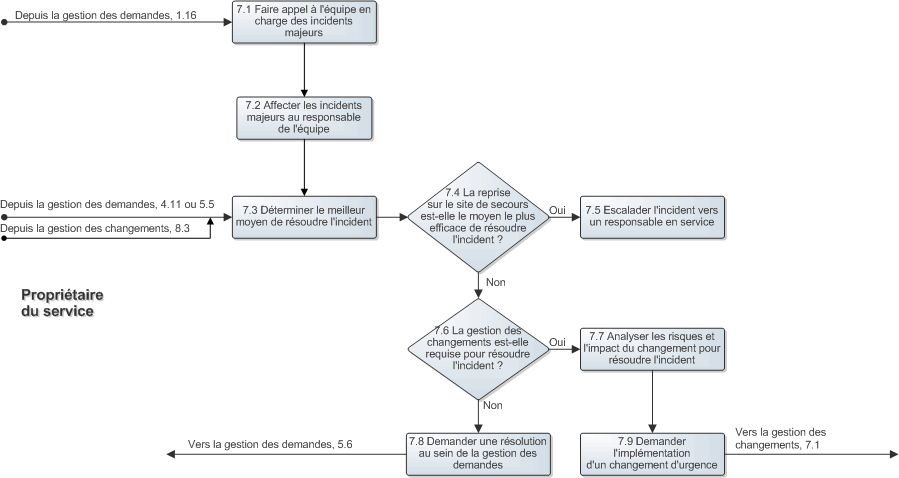 Depuis la gestion des demandes, 1.16
7.1 Faire appel à l'équipe en
charge des incidents
majeurs
7.2 Affecter les incidents
majeurs au responsable
de l'équipe
Depuis la gestion des demandes, 4.11 ou 5.5
Depuis la gestion des changements, 8.3
7.3 Déterminer le meilleur
moyen de résoudre l'incident
7.4 La reprise
sur le site de secours
est-elle le moyen le plus
efficace de résoudre
l'incident ?
Oui
7.5 Escalader l'incident vers
un responsable en service
Non
Propriétaire
du service
7.6 La gestion des
changements est-elle
requise pour résoudre
l'incident ?
Oui
7.7 Analyser les risques et
l'impact du changement pour
résoudre l'incident
Non
7.8 Demander une résolution
au sein de la gestion des
demandes
Vers la gestion des demandes, 5.6
7.9 Demander
l'implémentation
d'un changement d'urgence
Vers la gestion des
changements, 7.1